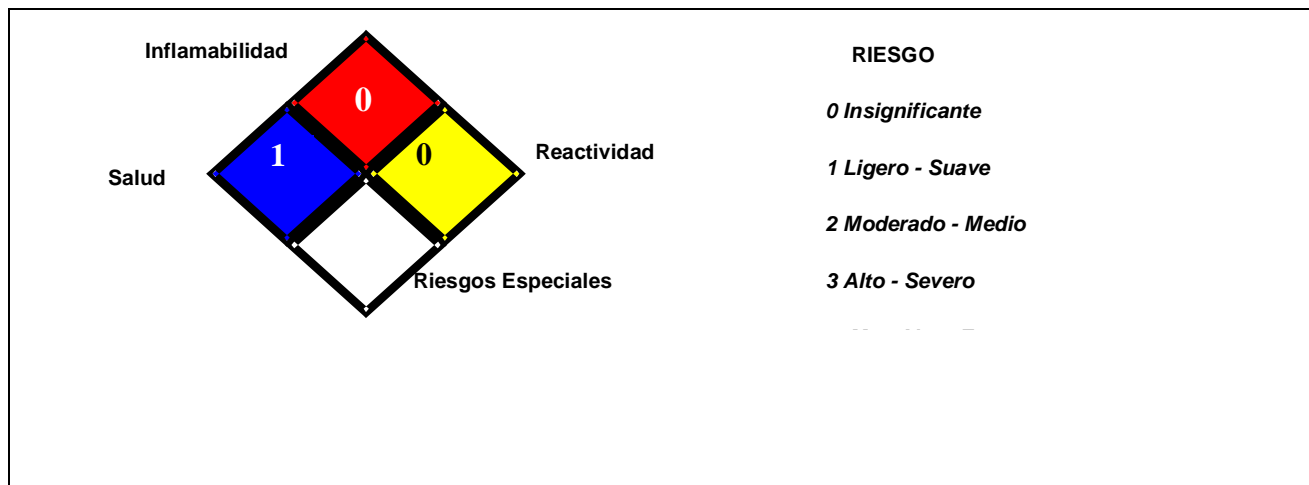 Inflamabilidad
0
1
0
Salud
Reactividad
Riesgos Especiales
RIESGO
0 Insignificante
1 Ligero - Suave
2 Moderado - Medio
3 Alto - Severo